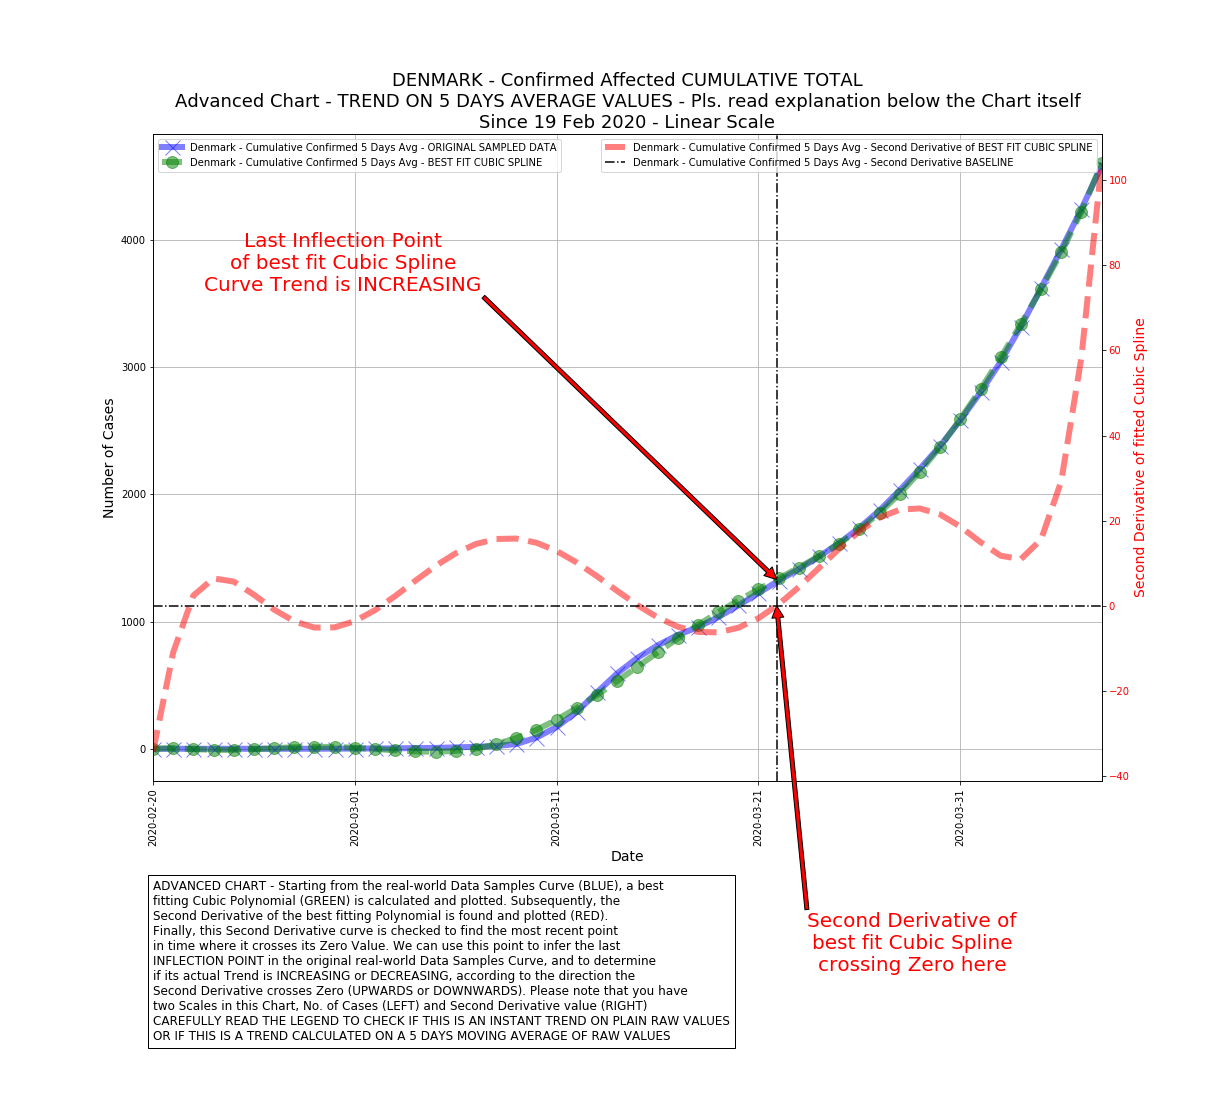 DENMARK - Confirmed Affected CUMULATIVE TOTAL
Advanced Chart - TREND ON 5 DAYS AVERAGE VALUES - Pls. read explanation below the Chart itself
Since 19 Feb 2020 - Linear Scale
Denmark - Cumulative Confirmed 5 Days Avg - ORIGINAL SAMPLED DATA
Denmark - Cumulative Confirmed 5 Days Avg - BEST FIT CUBIC SPLINE
Denmark - Cumulative Confirmed 5 Days Avg - Second Derivative of BEST FIT CUBIC SPLINE
Denmark - Cumulative Confirmed 5 Days Avg - Second Derivative BASELINE
Last Inflection Point
of best fit Cubic Spline
Curve Trend is INCREASING
Number of Cases
4000
3000
2000
1000
0
100
80
60
40
20
0
−20
−40
Second Derivative of fitted Cubic Spline
2020-02-20
2020-03-01
2020-03-11
2020-03-21
2020-03-31
Date
Second Derivative of
best fit Cubic Spline
crossing Zero here
ADVANCED CHART - Starting from the real-world Data Samples Curve (BLUE), a best
fitting Cubic Polynomial (GREEN) is calculated and plotted. Subsequently, the
Second Derivative of the best fitting Polynomial is found and plotted (RED).
Finally, this Second Derivative curve is checked to find the most recent point
in time where it crosses its Zero Value. We can use this point to infer the last
INFLECTION POINT in the original real-world Data Samples Curve, and to determine
if its actual Trend is INCREASING or DECREASING, according to the direction the
Second Derivative crosses Zero (UPWARDS or DOWNWARDS). Please note that you have
two Scales in this Chart, No. of Cases (LEFT) and Second Derivative value (RIGHT)
CAREFULLY READ THE LEGEND TO CHECK IF THIS IS AN INSTANT TREND ON PLAIN RAW VALUES
OR IF THIS IS A TREND CALCULATED ON A 5 DAYS MOVING AVERAGE OF RAW VALUES